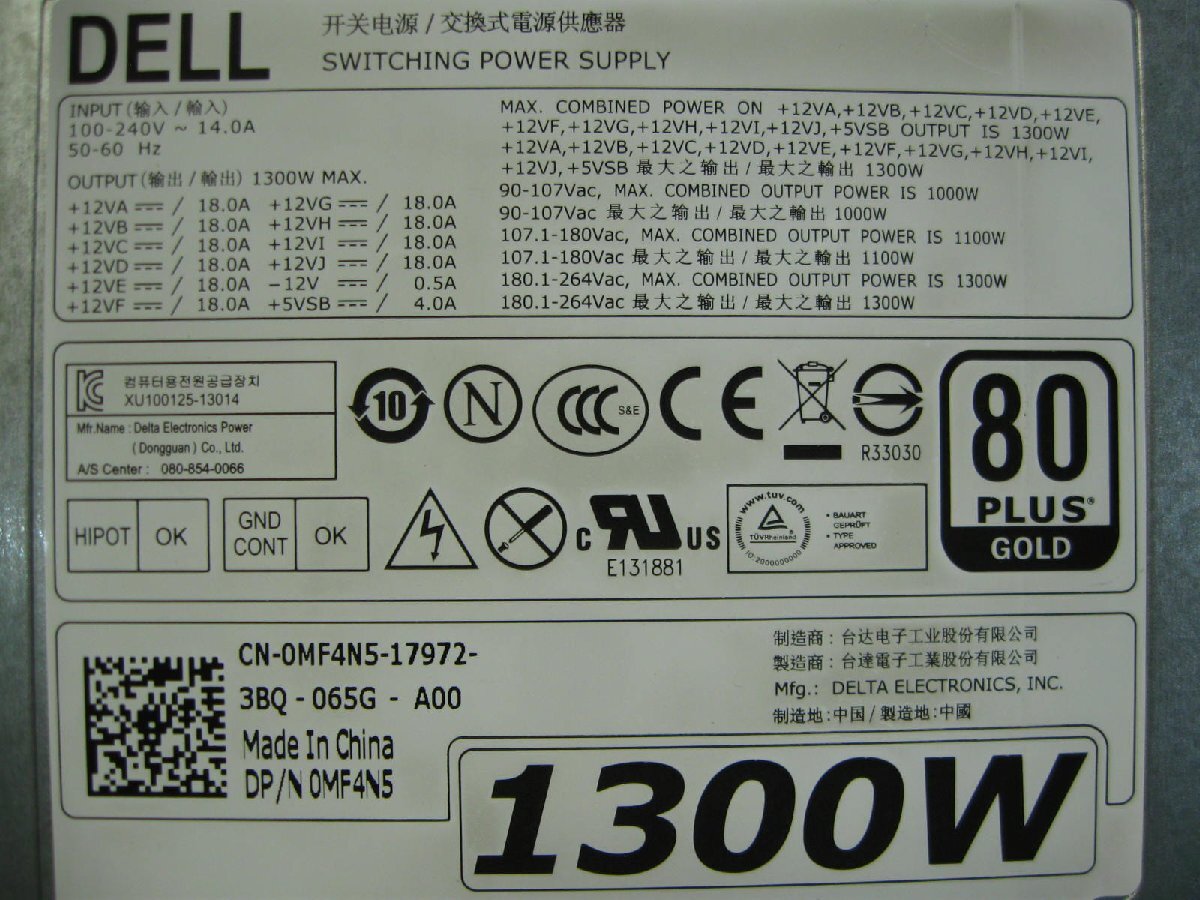 DELL
开关电源 / 交換式電源供應器
SWITCHING POWER SUPPLY
INPUT (输入 / 輸入)
100-240V ~ 14.0A
50-60 Hz
OUTPUT (输出 / 輸出) 1300W MAX.
+12VA ⎓ / 18.0A +12VG ⎓ / 18.0A
+12VB ⎓ / 18.0A +12VH ⎓ / 18.0A
+12VC ⎓ / 18.0A +12VI ⎓ / 18.0A
+12VD ⎓ / 18.0A +12VJ ⎓ / 18.0A
+12VE ⎓ / 18.0A -12V ⎓ / 0.5A
+12VF ⎓ / 18.0A +5VSB ⎓ / 4.0A
MAX. COMBINED POWER ON +12VA,+12VB,+12VC,+12VD,+12VE,
+12VF,+12VG,+12VH,+12VI,+12VJ,+5VSB OUTPUT IS 1300W
+12VA,+12VB,+12VC,+12VD,+12VE,+12VF,+12VG,+12VH,+12VI,
+12VJ,+5VSB 最大之输出 / 最大之輸出 1300W
90-107Vac, MAX. COMBINED OUTPUT POWER IS 1000W
90-107Vac 最大之输出 / 最大之輸出 1000W
107.1-180Vac, MAX. COMBINED OUTPUT POWER IS 1100W
107.1-180Vac 最大之输出 / 最大之輸出 1100W
180.1-264Vac, MAX. COMBINED OUTPUT POWER IS 1300W
180.1-264Vac 最大之输出 / 最大之輸出 1300W
컴퓨터용전원공급장치
XU100125-13014
Mfr.Name : Delta Electronics Power
(Dongguan) Co., Ltd.
A/S Center : 080-854-0066
10
N
CCC S&E
CE
R33030
80
PLUS®
GOLD
HIPOT OK
GND CONT OK
c RU US
E131881
www.tuv.com
TÜVRheinland®
ID:2000000000
• BAUART
GEPRÜFT
• TYPE
APPROVED
CN-0MF4N5-17972-
3BQ - 065G - A00
Made In China
DP/N 0MF4N5
制造商 : 台达电子工业股份有限公司
製造商 : 台達電子工業股份有限公司
Mfg.: DELTA ELECTRONICS, INC.
制造地:中国 / 製造地:中國
1300W